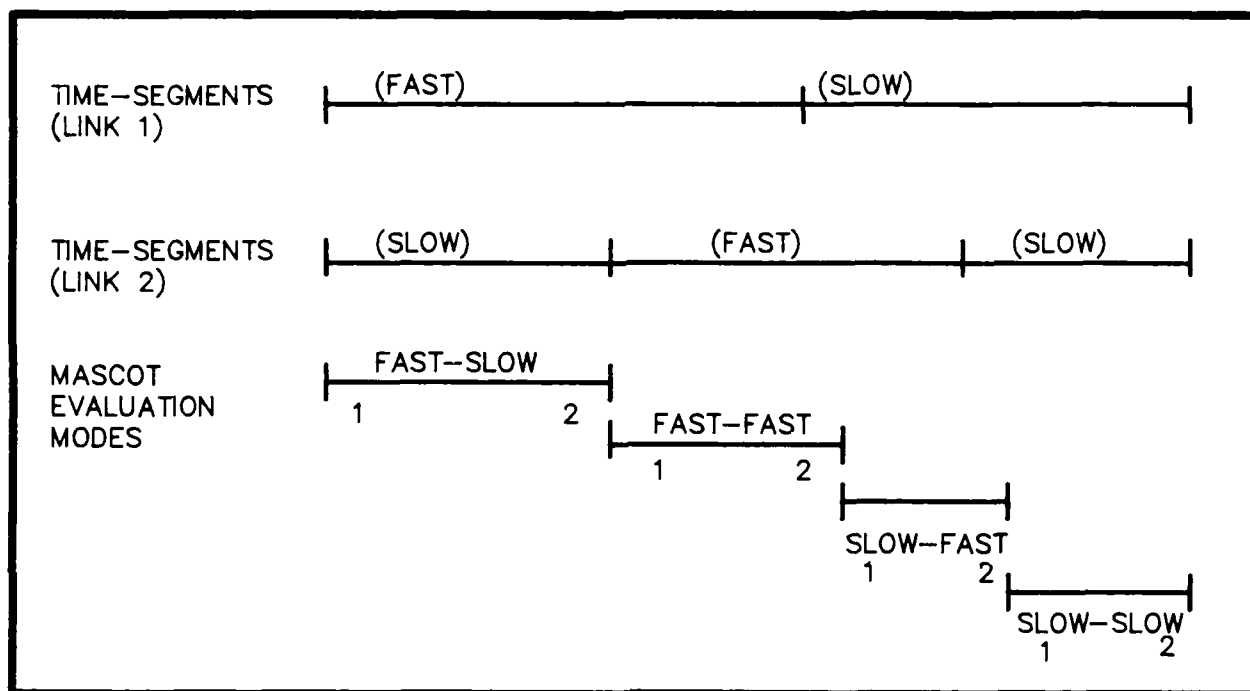 TIME-SEGMENTS
(LINK 1)
(FAST) (SLOW)
TIME-SEGMENTS
(LINK 2)
(SLOW) (FAST) (SLOW)
MASCOT
EVALUATION
MODES
FAST-SLOW
1 2
FAST-FAST
1 2
SLOW-FAST
1 2
SLOW-SLOW
1 2